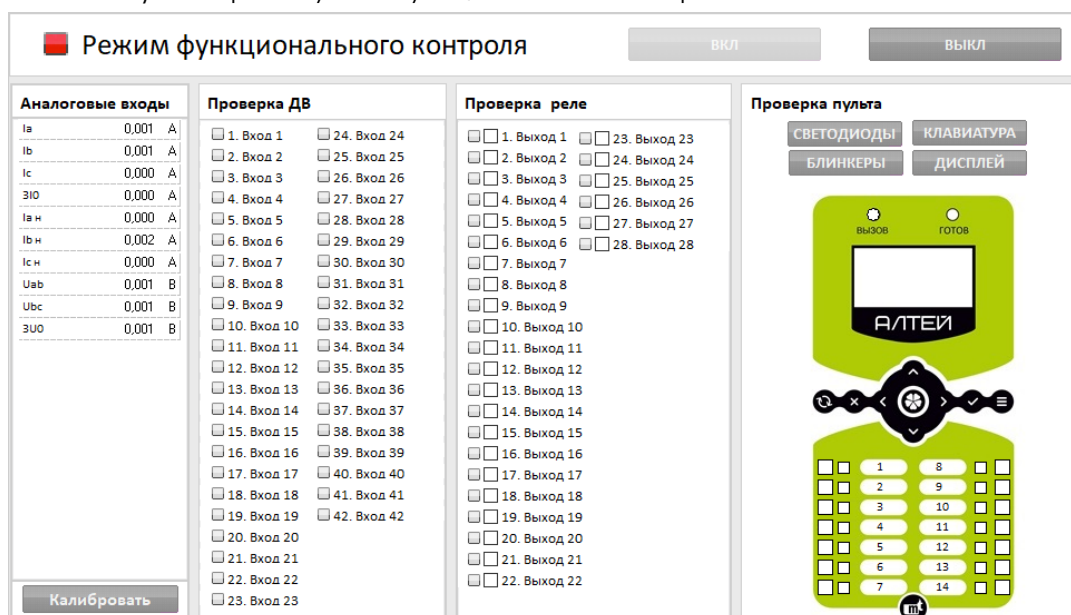 Режим функционального контроля
ВКЛ
ВЫКЛ
Аналоговые входы
Ia 0,001 А
Ib 0,001 А
Ic 0,000 А
3I0 0,000 А
Ia н 0,000 А
Ib н 0,002 А
Ic н 0,000 А
Uab 0,001 В
Ubc 0,001 В
3U0 0,001 В
Калибровать
Проверка ДВ
1. Вход 1
2. Вход 2
3. Вход 3
4. Вход 4
5. Вход 5
6. Вход 6
7. Вход 7
8. Вход 8
9. Вход 9
10. Вход 10
11. Вход 11
12. Вход 12
13. Вход 13
14. Вход 14
15. Вход 15
16. Вход 16
17. Вход 17
18. Вход 18
19. Вход 19
20. Вход 20
21. Вход 21
22. Вход 22
23. Вход 23
24. Вход 24
25. Вход 25
26. Вход 26
27. Вход 27
28. Вход 28
29. Вход 29
30. Вход 30
31. Вход 31
32. Вход 32
33. Вход 33
34. Вход 34
35. Вход 35
36. Вход 36
37. Вход 37
38. Вход 38
39. Вход 39
40. Вход 40
41. Вход 41
42. Вход 42
Проверка реле
1. Выход 1
2. Выход 2
3. Выход 3
4. Выход 4
5. Выход 5
6. Выход 6
7. Выход 7
8. Выход 8
9. Выход 9
10. Выход 10
11. Выход 11
12. Выход 12
13. Выход 13
14. Выход 14
15. Выход 15
16. Выход 16
17. Выход 17
18. Выход 18
19. Выход 19
20. Выход 20
21. Выход 21
22. Выход 22
23. Выход 23
24. Выход 24
25. Выход 25
26. Выход 26
27. Выход 27
28. Выход 28
Проверка пульта
СВЕТОДИОДЫ КЛАВИАТУРА
БЛИНКЕРЫ ДИСПЛЕЙ
ВЫЗОВ ГОТОВ
АЛТЕЙ
1 8
2 9
3 10
4 11
5 12
6 13
7 14